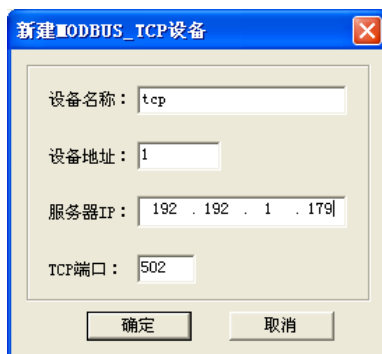 新建MODBUS_TCP设备
设备名称： tcp
设备地址： 1
服务器IP： 192 . 192 . 1 . 179
TCP端口： 502
确定 取消